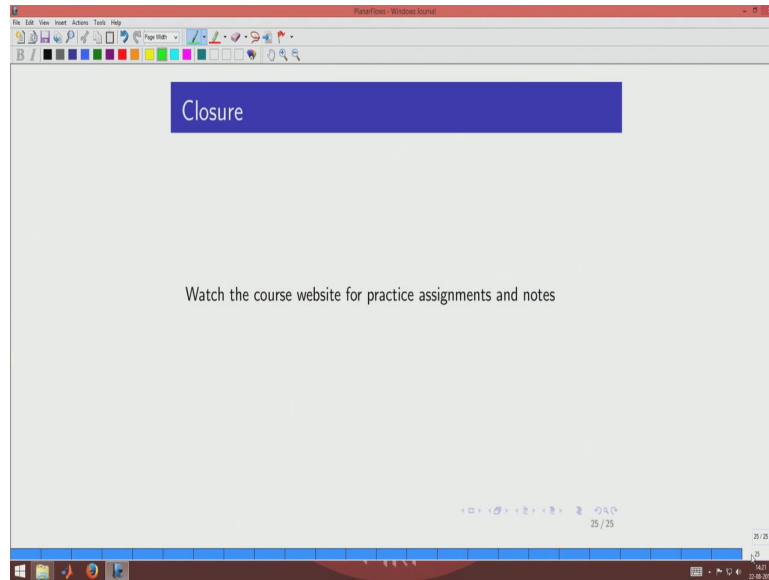 PlanarFlows - Windows Journal
File Edit View Insert Actions Tools Help
Page Width
B I
Closure
Watch the course website for practice assignments and notes
25 / 25
25 / 25
25
14:21